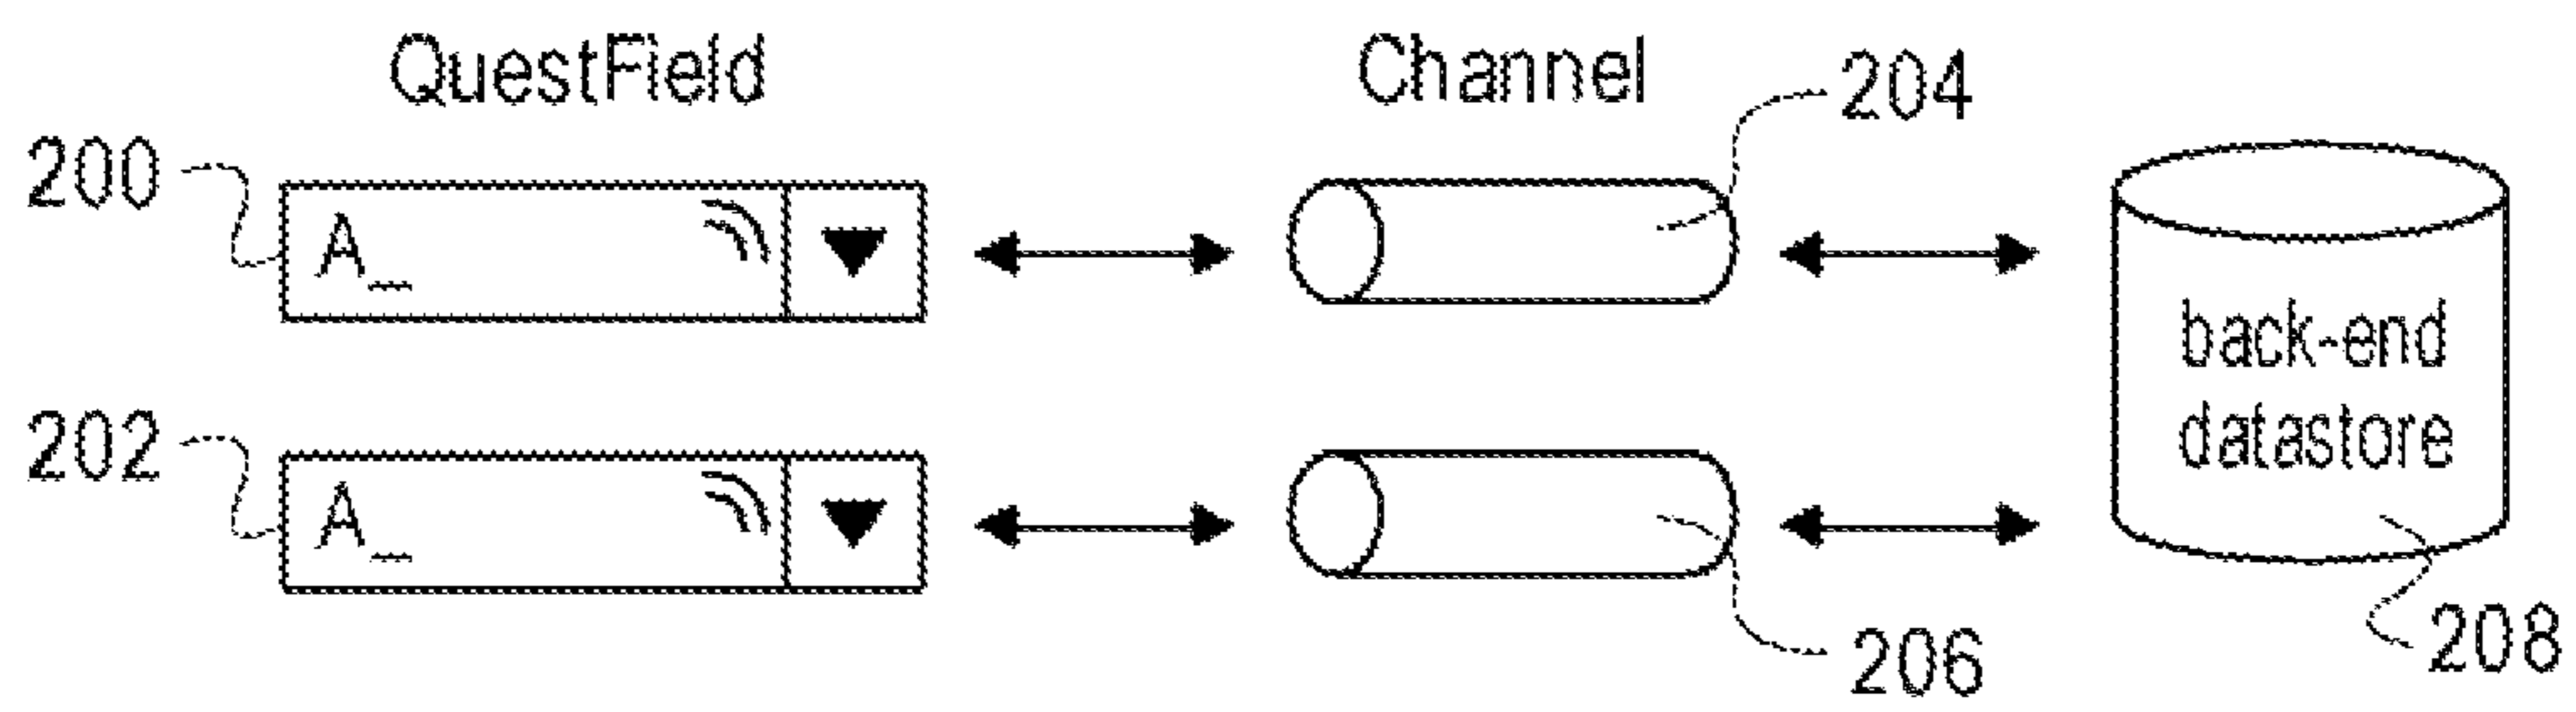 QuestField
Channel
204
200
A_
back-end
datastore
202
A_
206
208